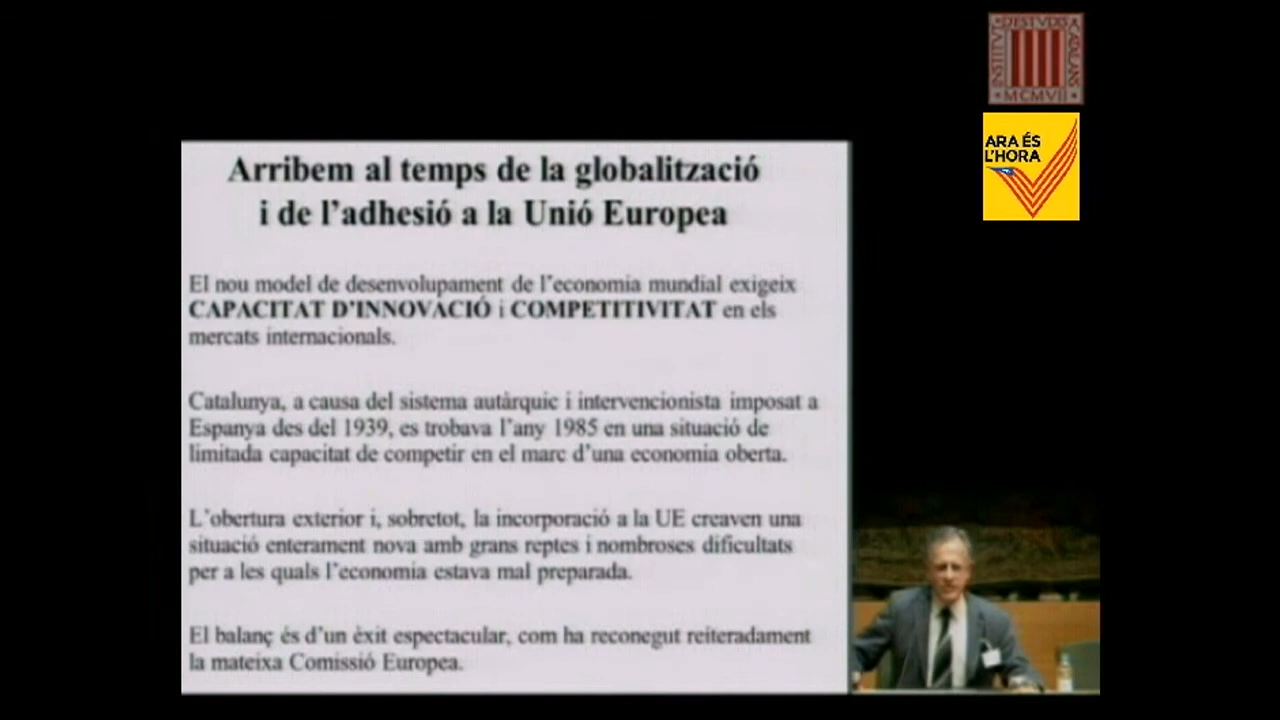 INSTITVT
D'ESTVDIS
CATALANS
MCMVII
ARA ÉS
L'HORA
Arribem al temps de la globalització
i de l'adhesió a la Unió Europea
El nou model de desenvolupament de l'economia mundial exigeix
CAPACITAT D'INNOVACIÓ i COMPETITIVITAT en els
mercats internacionals.
Catalunya, a causa del sistema autàrquic i intervencionista imposat a
Espanya des del 1939, es trobava l'any 1985 en una situació de
limitada capacitat de competir en el marc d'una economia oberta.
L'obertura exterior i, sobretot, la incorporació a la UE creaven una
situació enterament nova amb grans reptes i nombroses dificultats
per a les quals l'economia estava mal preparada.
El balanç és d'un èxit espectacular, com ha reconegut reiteradament
la mateixa Comissió Europea.